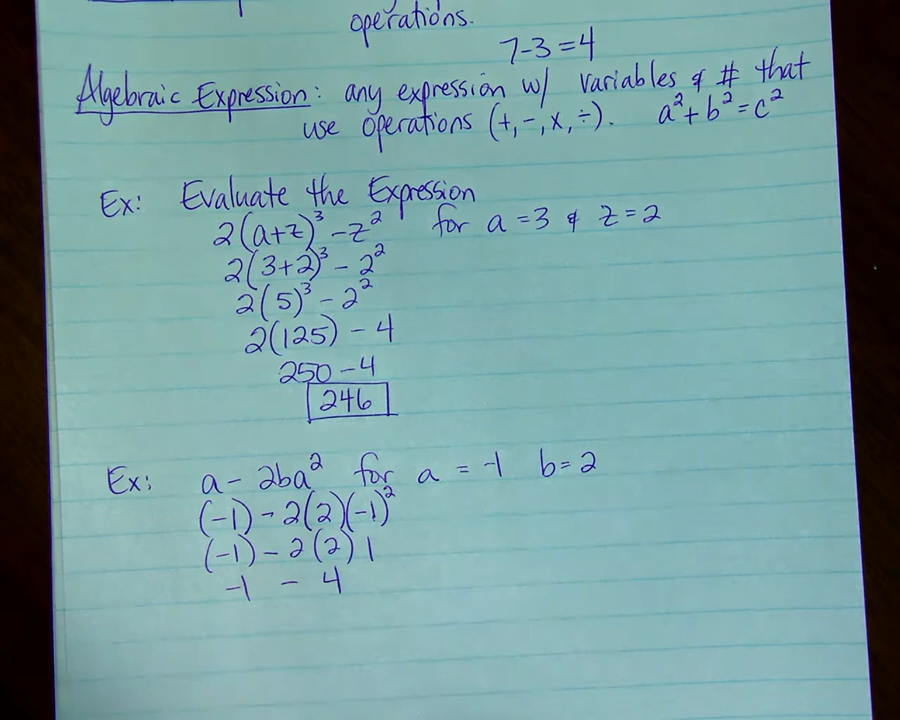 operations.
7-3=4
Algebraic Expression: any expression w/ variables & # that
use operations (+,-,x,÷). a²+b²=c²
Ex: Evaluate the Expression
2(a+z)³-z² for a=3 & z=2
2(3+2)³-2²
2(5)³-2²
2(125)-4
250-4
246
Ex: a-2ba² for a=-1 b=2
(-1)-2(2)(-1)²
(-1)-2(2)1
-1 - 4